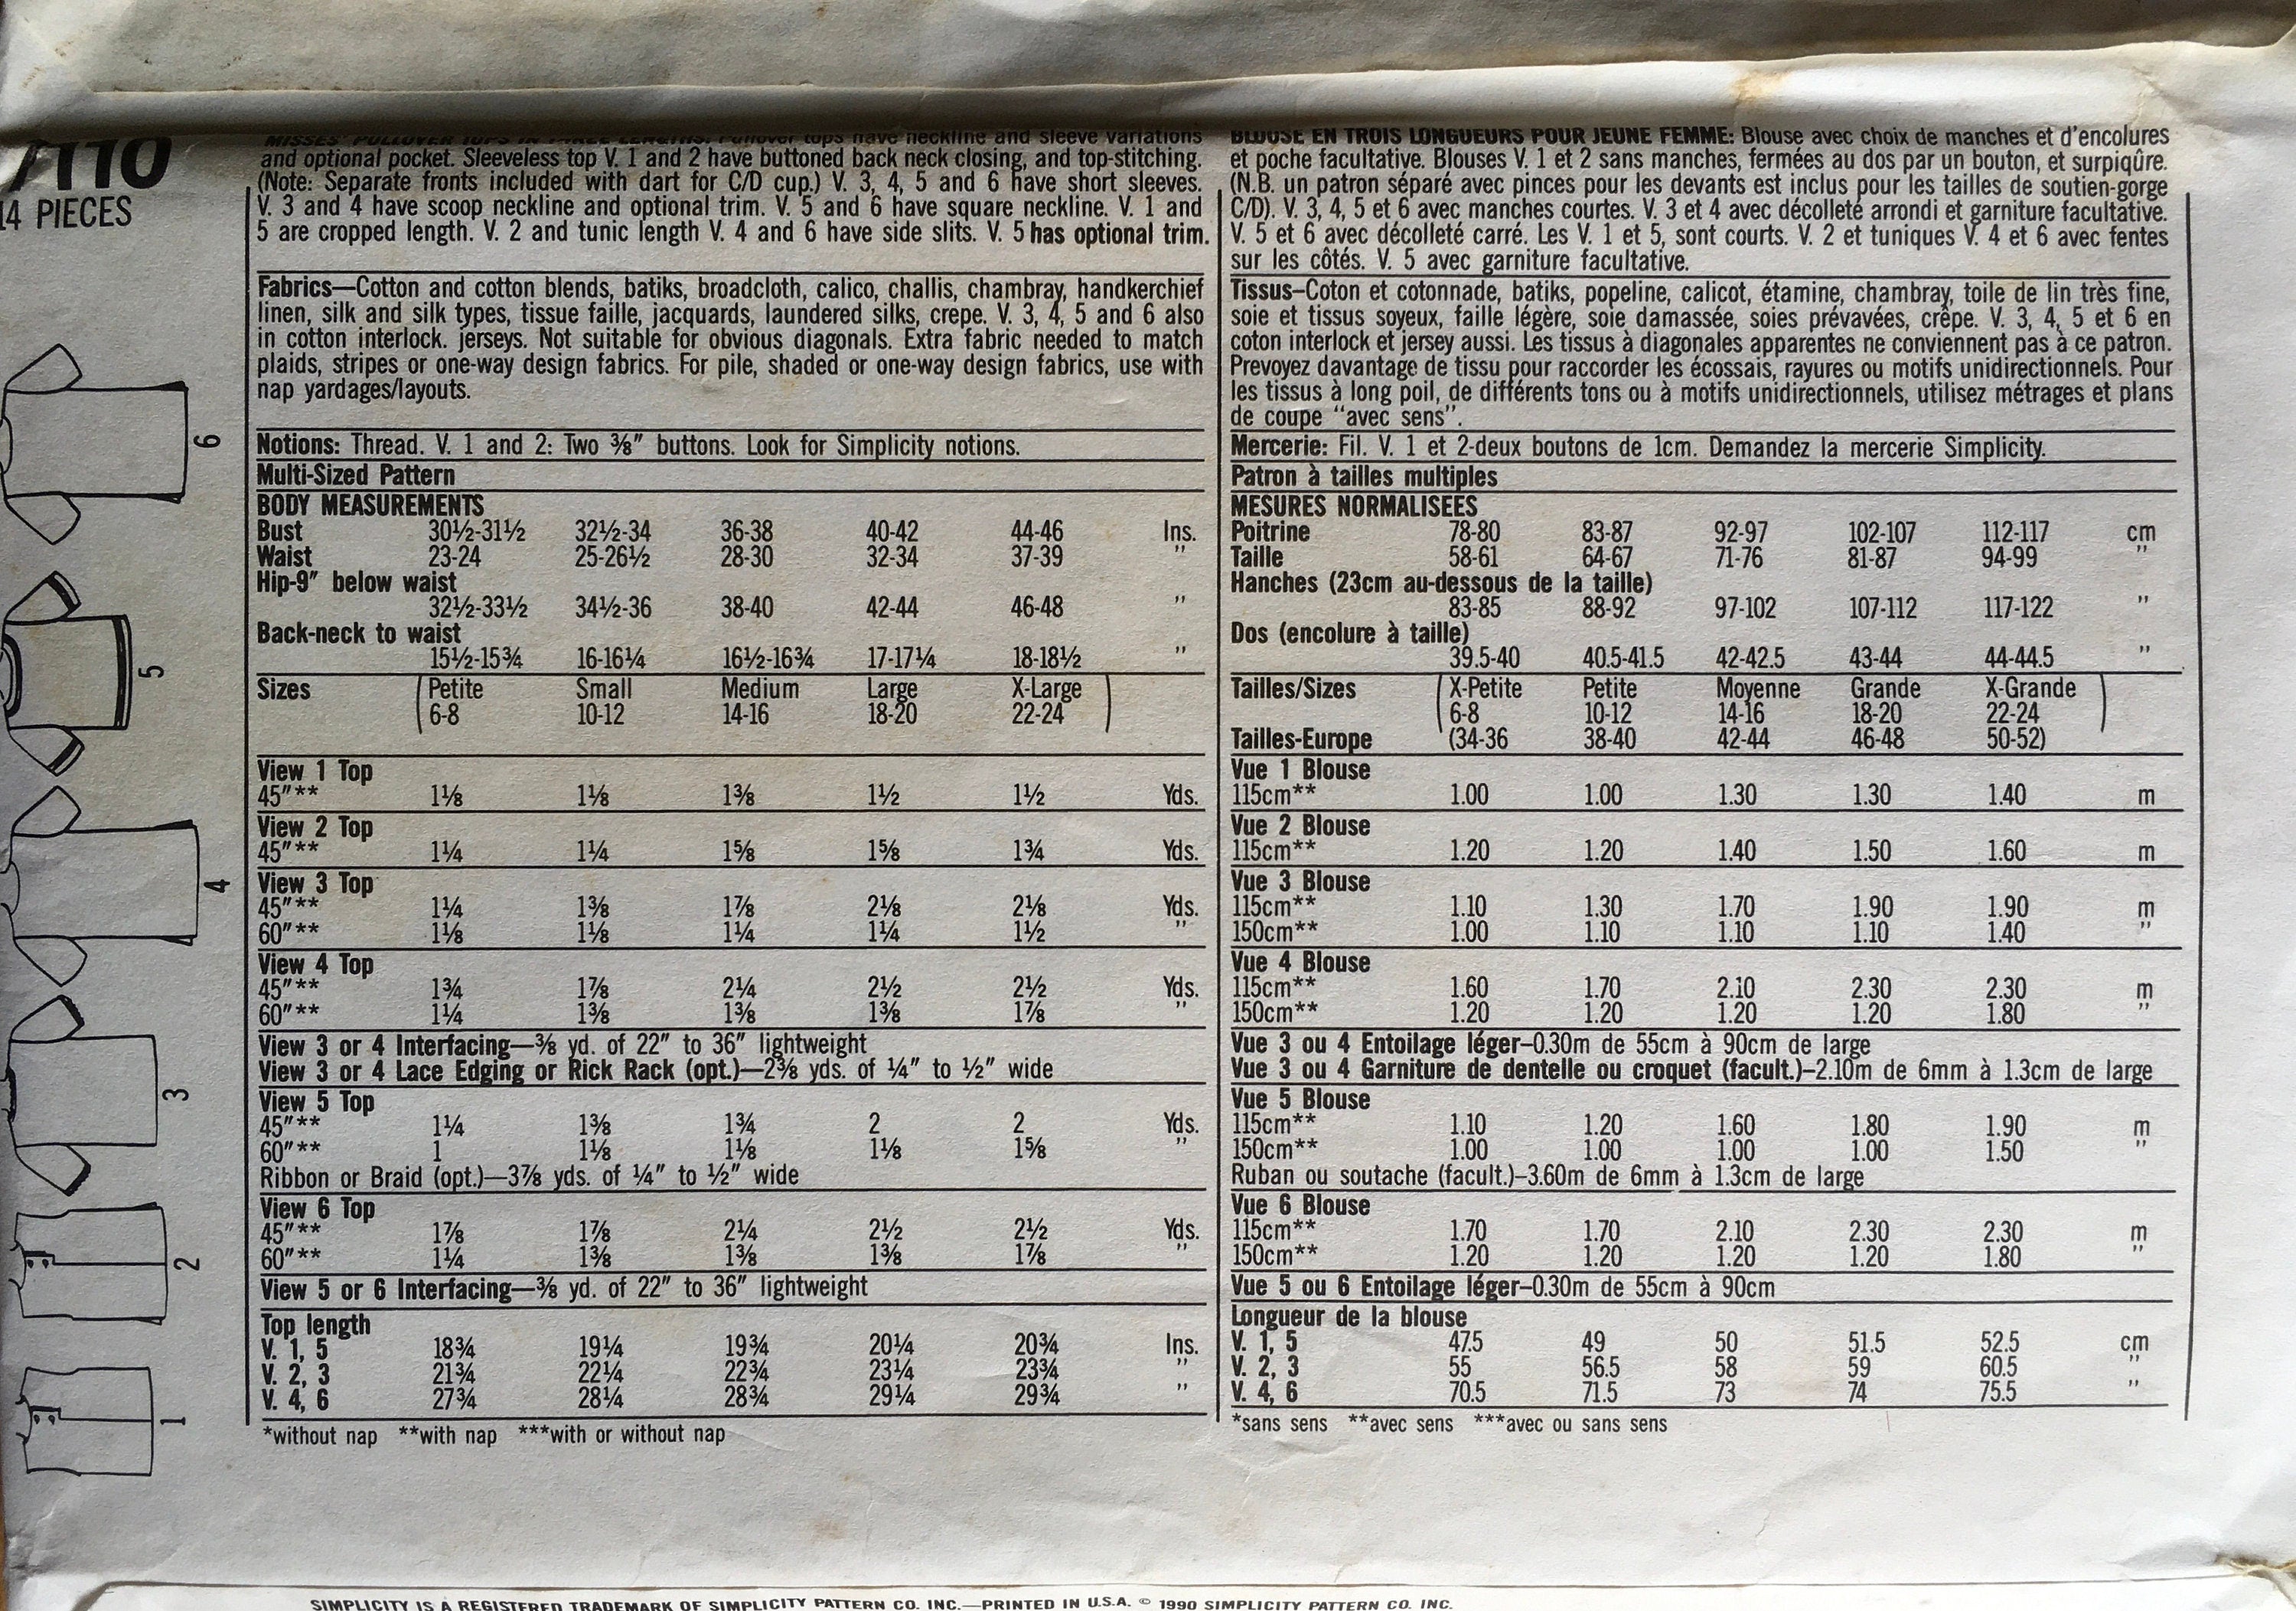 7110
14 PIECES
6
5
4
3
2
1
MISSES' PULLOVER TOPS IN THREE LENGTHS: Pullover tops have neckline and sleeve variations
and optional pocket. Sleeveless top V. 1 and 2 have buttoned back neck closing, and top-stitching.
(Note: Separate fronts included with dart for C/D cup.) V. 3, 4, 5 and 6 have short sleeves.
V. 3 and 4 have scoop neckline and optional trim. V. 5 and 6 have square neckline. V. 1 and
5 are cropped length. V. 2 and tunic length V. 4 and 6 have side slits. V. 5 has optional trim.
Fabrics—Cotton and cotton blends, batiks, broadcloth, calico, challis, chambray, handkerchief
linen, silk and silk types, tissue faille, jacquards, laundered silks, crepe. V. 3, 4, 5 and 6 also
in cotton interlock. jerseys. Not suitable for obvious diagonals. Extra fabric needed to match
plaids, stripes or one-way design fabrics. For pile, shaded or one-way design fabrics, use with
nap yardages/layouts.
Notions: Thread. V. 1 and 2: Two ⅜" buttons. Look for Simplicity notions.
Multi-Sized Pattern
BODY MEASUREMENTS
Bust 30½-31½ 32½-34 36-38 40-42 44-46 Ins.
Waist 23-24 25-26½ 28-30 32-34 37-39 "
Hip-9" below waist
32½-33½ 34½-36 38-40 42-44 46-48 "
Back-neck to waist
15½-15¾ 16-16¼ 16½-16¾ 17-17¼ 18-18½ "
Sizes (Petite Small Medium Large X-Large)
6-8 10-12 14-16 18-20 22-24
View 1 Top
45"** 1⅛ 1⅛ 1⅜ 1½ 1½ Yds.
View 2 Top
45"** 1¼ 1¼ 1⅝ 1⅝ 1¾ Yds.
View 3 Top
45"** 1¼ 1⅜ 1⅞ 2⅛ 2⅛ Yds.
60"** 1⅛ 1⅛ 1¼ 1¼ 1½ "
View 4 Top
45"** 1¾ 1⅞ 2¼ 2½ 2½ Yds.
60"** 1¼ 1⅜ 1⅜ 1⅜ 1⅞ "
View 3 or 4 Interfacing—⅜ yd. of 22" to 36" lightweight
View 3 or 4 Lace Edging or Rick Rack (opt.)—2⅜ yds. of ¼" to ½" wide
View 5 Top
45"** 1¼ 1⅜ 1¾ 2 2 Yds.
60"** 1 1⅛ 1⅛ 1⅛ 1⅝ "
Ribbon or Braid (opt.)—3⅞ yds. of ¼" to ½" wide
View 6 Top
45"** 1⅞ 1⅞ 2¼ 2½ 2½ Yds.
60"** 1¼ 1⅜ 1⅜ 1⅜ 1⅞ "
View 5 or 6 Interfacing—⅜ yd. of 22" to 36" lightweight
Top length
V. 1, 5 18¾ 19¼ 19¾ 20¼ 20¾ Ins.
V. 2, 3 21¾ 22¼ 22¾ 23¼ 23¾ "
V. 4, 6 27¾ 28¼ 28¾ 29¼ 29¾ "
*without nap **with nap ***with or without nap
BLOUSE EN TROIS LONGUEURS POUR JEUNE FEMME: Blouse avec choix de manches et d'encolures
et poche facultative. Blouses V. 1 et 2 sans manches, fermées au dos par un bouton, et surpiqûre.
(N.B. un patron séparé avec pinces pour les devants est inclus pour les tailles de soutien-gorge
C/D). V. 3, 4, 5 et 6 avec manches courtes. V. 3 et 4 avec décolleté arrondi et garniture facultative.
V. 5 et 6 avec décolleté carré. Les V. 1 et 5, sont courts. V. 2 et tuniques V. 4 et 6 avec fentes
sur les côtés. V. 5 avec garniture facultative.
Tissus–Coton et cotonnade, batiks, popeline, calicot, étamine, chambray, toile de lin très fine,
soie et tissus soyeux, faille légère, soie damassée, soies prévavées, crêpe. V. 3, 4, 5 et 6 en
coton interlock et jersey aussi. Les tissus à diagonales apparentes ne conviennent pas à ce patron.
Prevoyez davantage de tissu pour raccorder les écossais, rayures ou motifs unidirectionnels. Pour
les tissus à long poil, de différents tons ou à motifs unidirectionnels, utilisez métrages et plans
de coupe "avec sens".
Mercerie: Fil. V. 1 et 2-deux boutons de 1cm. Demandez la mercerie Simplicity.
Patron à tailles multiples
MESURES NORMALISEES
Poitrine 78-80 83-87 92-97 102-107 112-117 cm
Taille 58-61 64-67 71-76 81-87 94-99 "
Hanches (23cm au-dessous de la taille)
83-85 88-92 97-102 107-112 117-122 "
Dos (encolure à taille)
39.5-40 40.5-41.5 42-42.5 43-44 44-44.5 "
Tailles/Sizes (X-Petite Petite Moyenne Grande X-Grande)
6-8 10-12 14-16 18-20 22-24
Tailles-Europe (34-36 38-40 42-44 46-48 50-52)
Vue 1 Blouse
115cm** 1.00 1.00 1.30 1.30 1.40 m
Vue 2 Blouse
115cm** 1.20 1.20 1.40 1.50 1.60 m
Vue 3 Blouse
115cm** 1.10 1.30 1.70 1.90 1.90 m
150cm** 1.00 1.10 1.10 1.10 1.40 "
Vue 4 Blouse
115cm** 1.60 1.70 2.10 2.30 2.30 m
150cm** 1.20 1.20 1.20 1.20 1.80 "
Vue 3 ou 4 Entoilage léger–0.30m de 55cm à 90cm de large
Vue 3 ou 4 Garniture de dentelle ou croquet (facult.)–2.10m de 6mm à 1.3cm de large
Vue 5 Blouse
115cm** 1.10 1.20 1.60 1.80 1.90 m
150cm** 1.00 1.00 1.00 1.00 1.50 "
Ruban ou soutache (facult.)–3.60m de 6mm à 1.3cm de large
Vue 6 Blouse
115cm** 1.70 1.70 2.10 2.30 2.30 m
150cm** 1.20 1.20 1.20 1.20 1.80 "
Vue 5 ou 6 Entoilage léger–0.30m de 55cm à 90cm
Longueur de la blouse
V. 1, 5 47.5 49 50 51.5 52.5 cm
V. 2, 3 55 56.5 58 59 60.5 "
V. 4, 6 70.5 71.5 73 74 75.5 "
*sans sens **avec sens ***avec ou sans sens
SIMPLICITY IS A REGISTERED TRADEMARK OF SIMPLICITY PATTERN CO. INC.—PRINTED IN U.S.A. © 1990 SIMPLICITY PATTERN CO. INC.